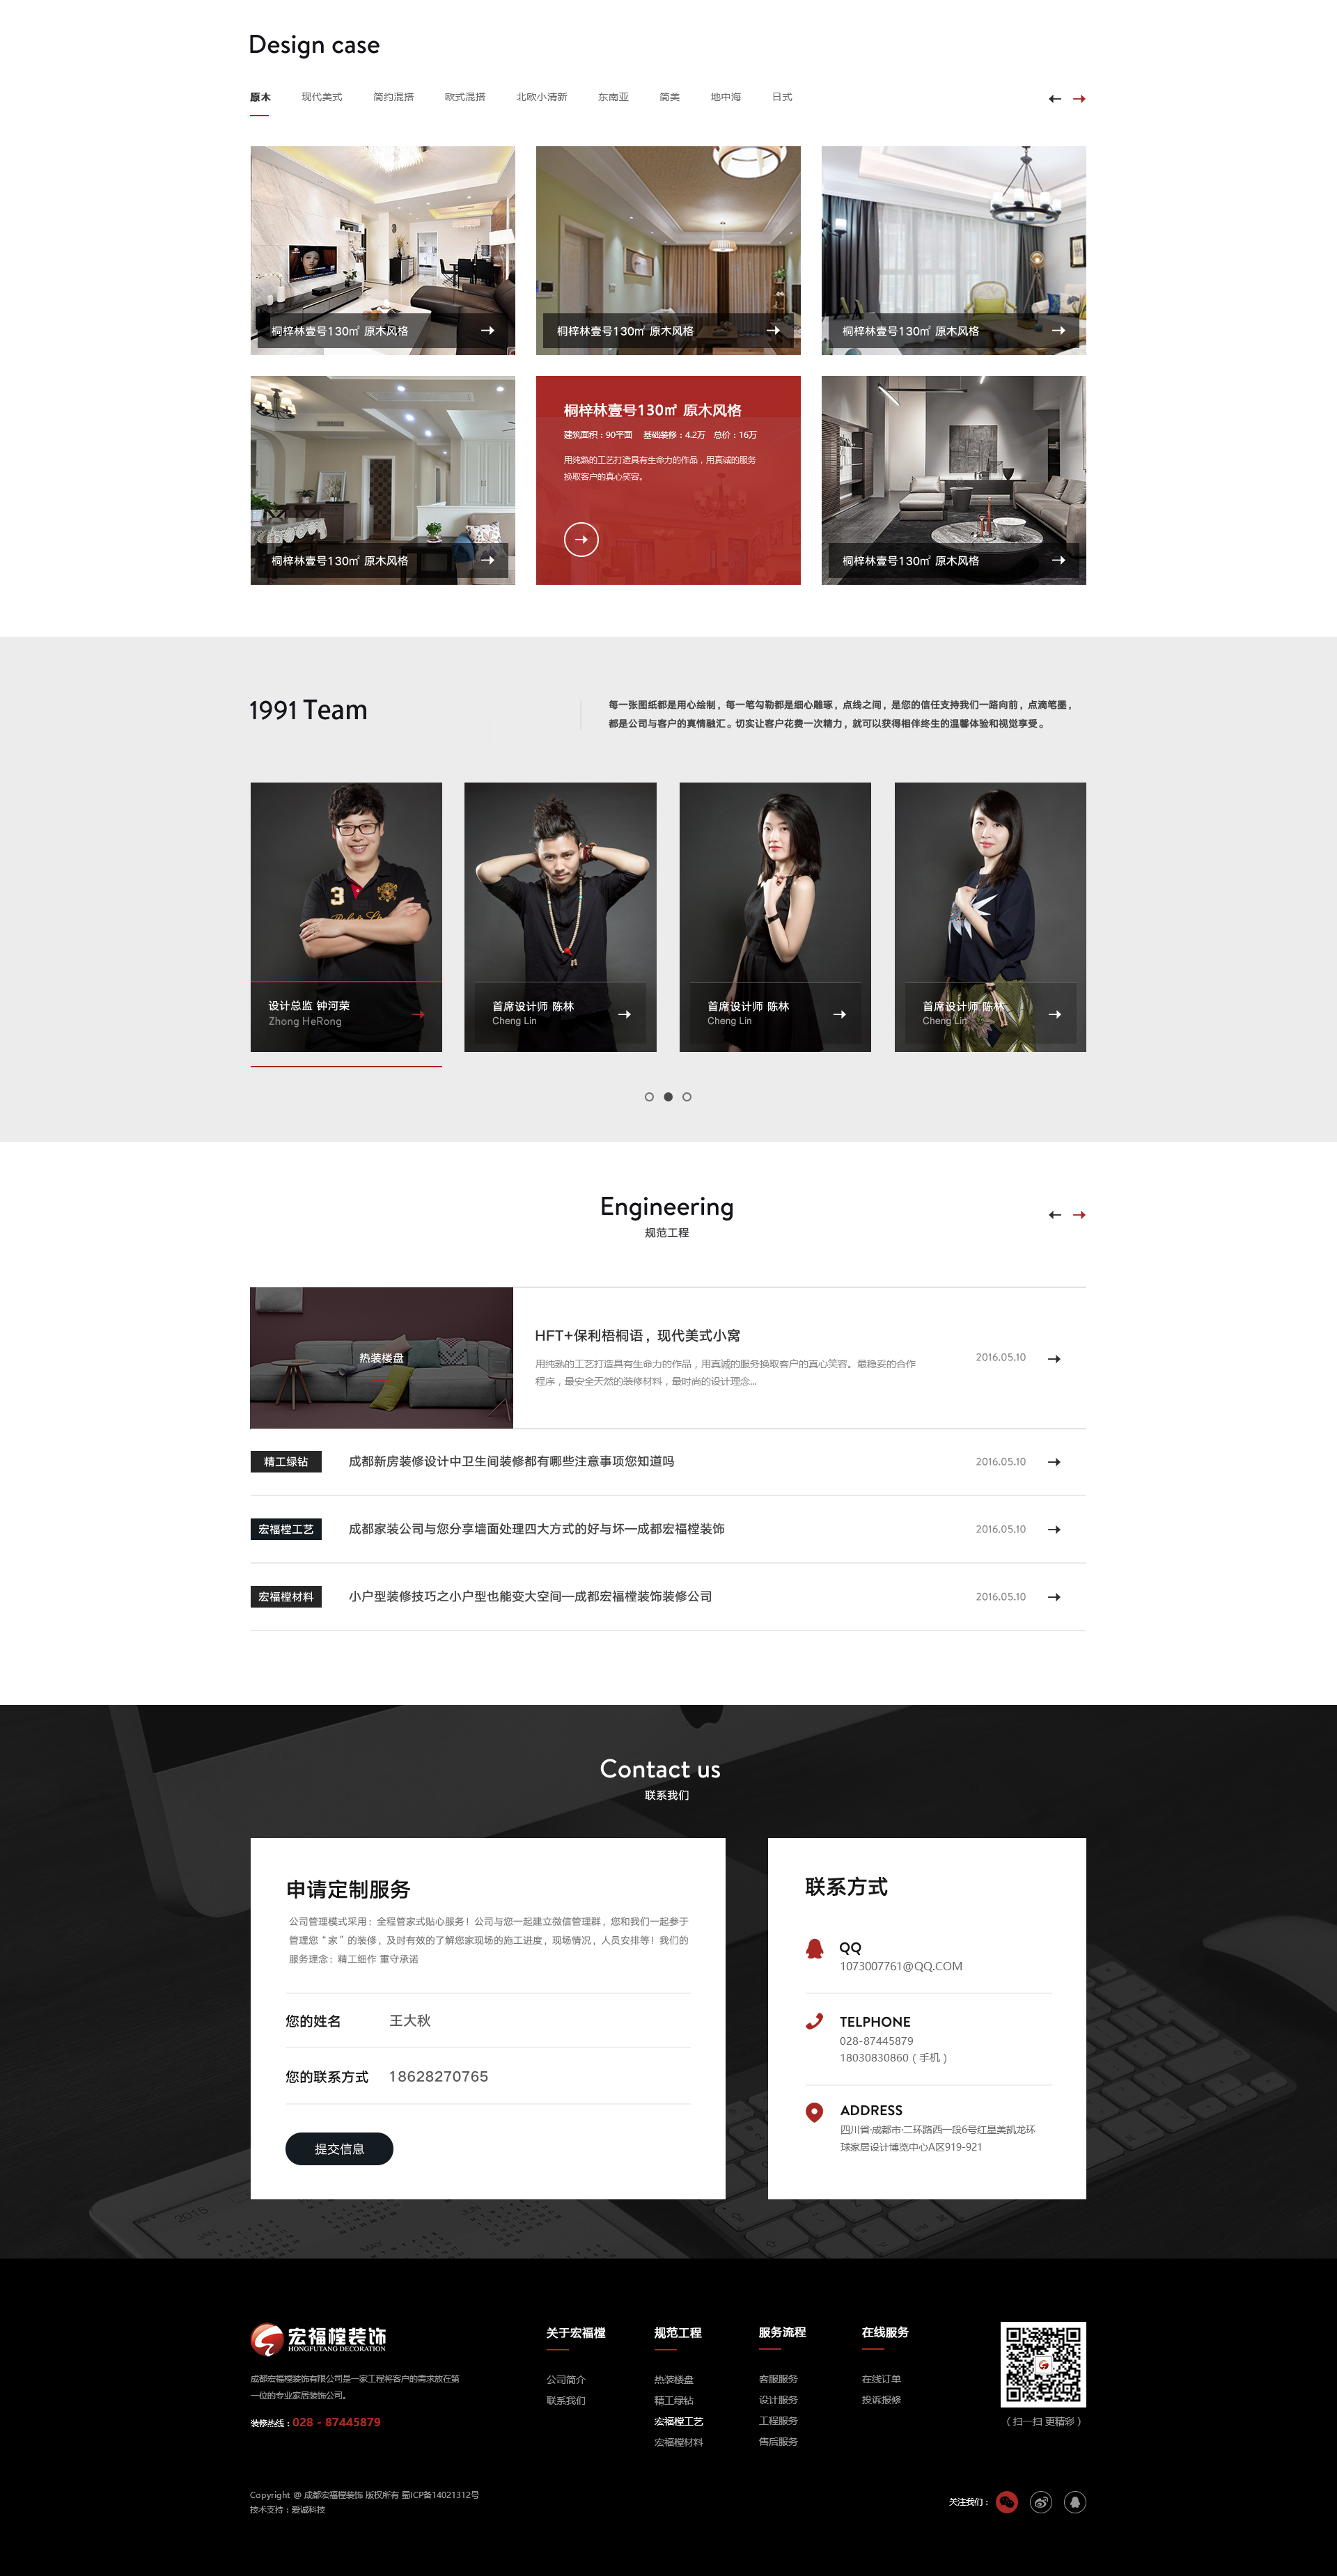 Design case
原木 现代美式 简约混搭 欧式混搭 北欧小清新 东南亚 简美 地中海 日式
桐梓林壹号130㎡ 原木风格
桐梓林壹号130㎡ 原木风格
桐梓林壹号130㎡ 原木风格
桐梓林壹号130㎡ 原木风格
桐梓林壹号130㎡ 原木风格
建筑面积：90平面 基础装修：4.2万 总价：16万
用纯熟的工艺打造具有生命力的作品，用真诚的服务
换取客户的真心笑容。
桐梓林壹号130㎡ 原木风格
1991 Team
每一张图纸都是用心绘制，每一笔勾勒都是细心雕琢，点线之间，是您的信任支持我们一路向前，点滴笔墨，
都是公司与客户的真情融汇。切实让客户花费一次精力，就可以获得相伴终生的温馨体验和视觉享受。
3
设计总监 钟河荣
Zhong HeRong
首席设计师 陈林
Cheng Lin
首席设计师 陈林
Cheng Lin
首席设计师 陈林
Cheng Lin
Engineering
规范工程
热装楼盘
HFT+保利梧桐语，现代美式小窝
用纯熟的工艺打造具有生命力的作品，用真诚的服务换取客户的真心笑容。最稳妥的合作
程序，最安全天然的装修材料，最时尚的设计理念...
2016.05.10
精工绿钻 成都新房装修设计中卫生间装修都有哪些注意事项您知道吗 2016.05.10
宏福樘工艺 成都家装公司与您分享墙面处理四大方式的好与坏—成都宏福樘装饰 2016.05.10
宏福樘材料 小户型装修技巧之小户型也能变大空间—成都宏福樘装饰装修公司 2016.05.10
Contact us
联系我们
申请定制服务
公司管理模式采用：全程管家式贴心服务！公司与您一起建立微信管理群，您和我们一起参于
管理您“家”的装修，及时有效的了解您家现场的施工进度，现场情况，人员安排等！我们的
服务理念：精工细作 重守承诺
您的姓名 王大秋
您的联系方式 18628270765
提交信息
联系方式
QQ
1073007761@QQ.COM
TELPHONE
028-87445879
18030830860（手机）
ADDRESS
四川省·成都市·二环路西一段6号红星美凯龙环
球家居设计博览中心A区919-921
2016
JAN
MAY
宏福樘装饰
HONGFUTANG DECORATION
成都宏福樘装饰有限公司是一家工程将客户的需求放在第
一位的专业家居装饰公司。
装修热线：028 - 87445879
关于宏福樘
公司简介
联系我们
规范工程
热装楼盘
精工绿钻
宏福樘工艺
宏福樘材料
服务流程
客服服务
设计服务
工程服务
售后服务
在线服务
在线订单
投诉报修
（扫一扫 更精彩）
Copyright @ 成都宏福樘装饰 版权所有 蜀ICP备14021312号
技术支持：爱诚科技
关注我们：